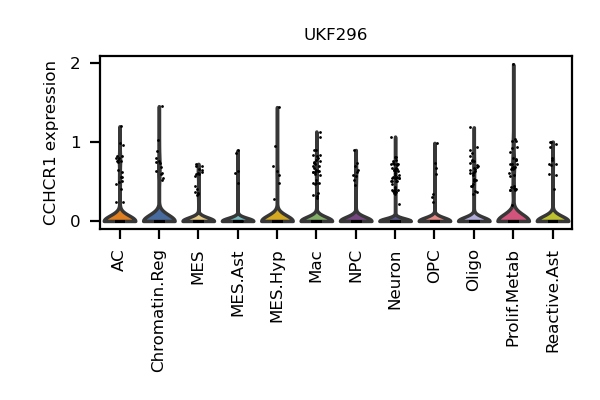 UKF296
CCHCR1 expression
2
1
0
AC
Chromatin.Reg
MES
MES.Ast
MES.Hyp
Mac
NPC
Neuron
OPC
Oligo
Prolif.Metab
Reactive.Ast